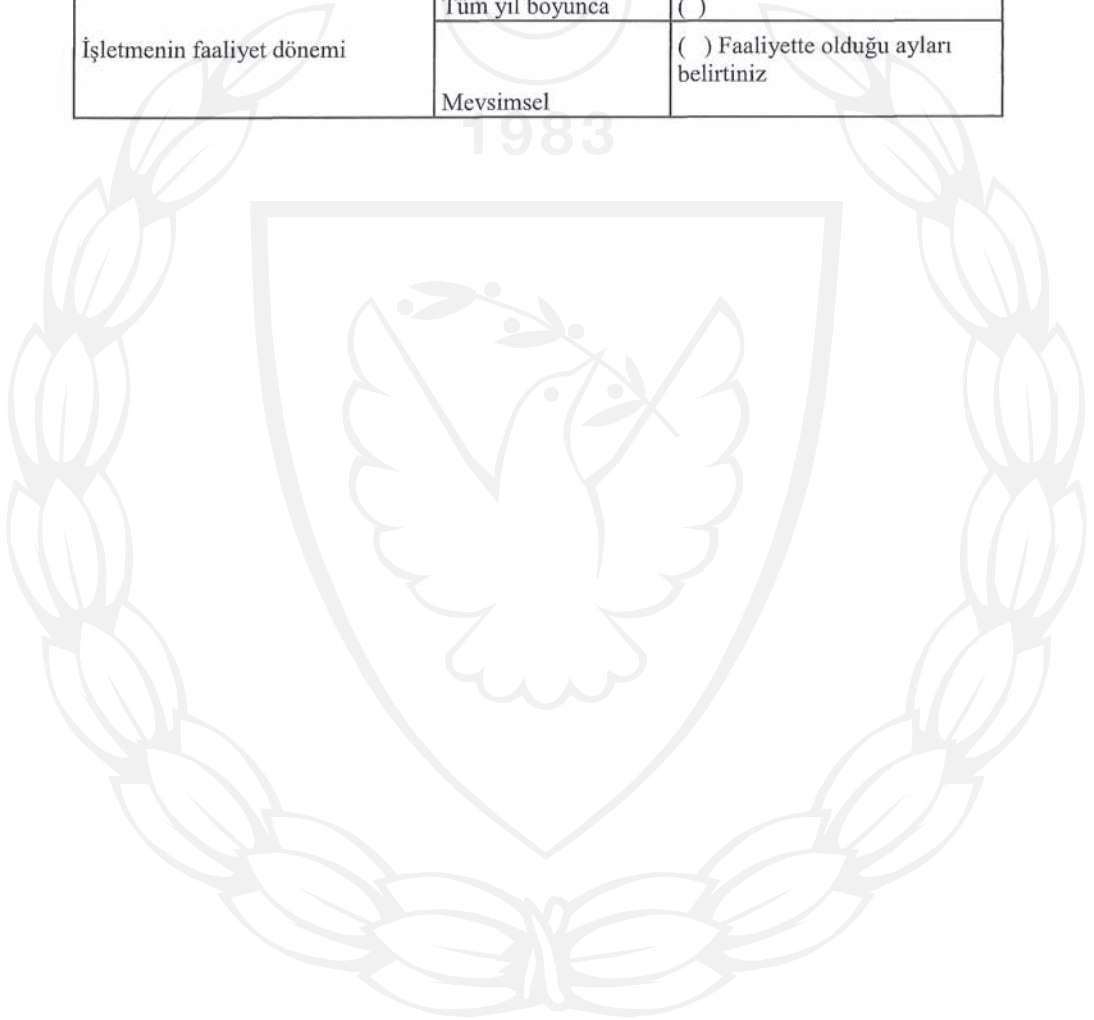 Tüm yıl boyunca ( )
İşletmenin faaliyet dönemi
( ) Faaliyette olduğu ayları
belirtiniz
Mevsimsel
1983